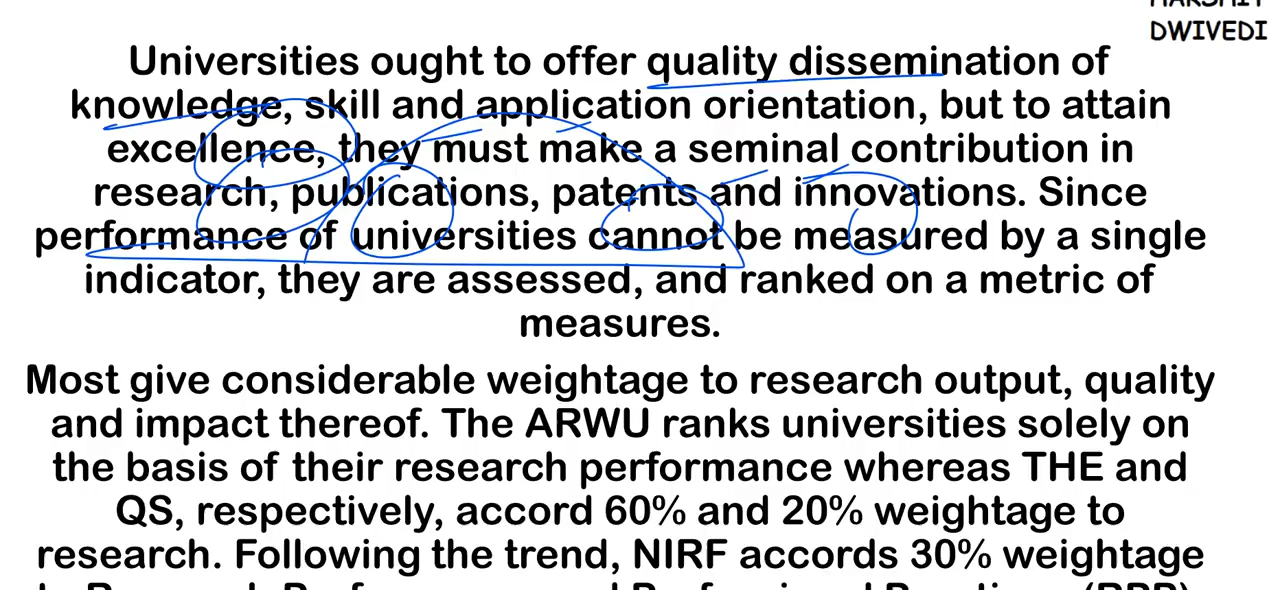 DWIVEDI
Universities ought to offer quality dissemination of
knowledge, skill and application orientation, but to attain
excellence, they must make a seminal contribution in
research, publications, patents and innovations. Since
performance of universities cannot be measured by a single
indicator, they are assessed, and ranked on a metric of
measures.
Most give considerable weightage to research output, quality
and impact thereof. The ARWU ranks universities solely on
the basis of their research performance whereas THE and
QS, respectively, accord 60% and 20% weightage to
research. Following the trend, NIRF accords 30% weightage